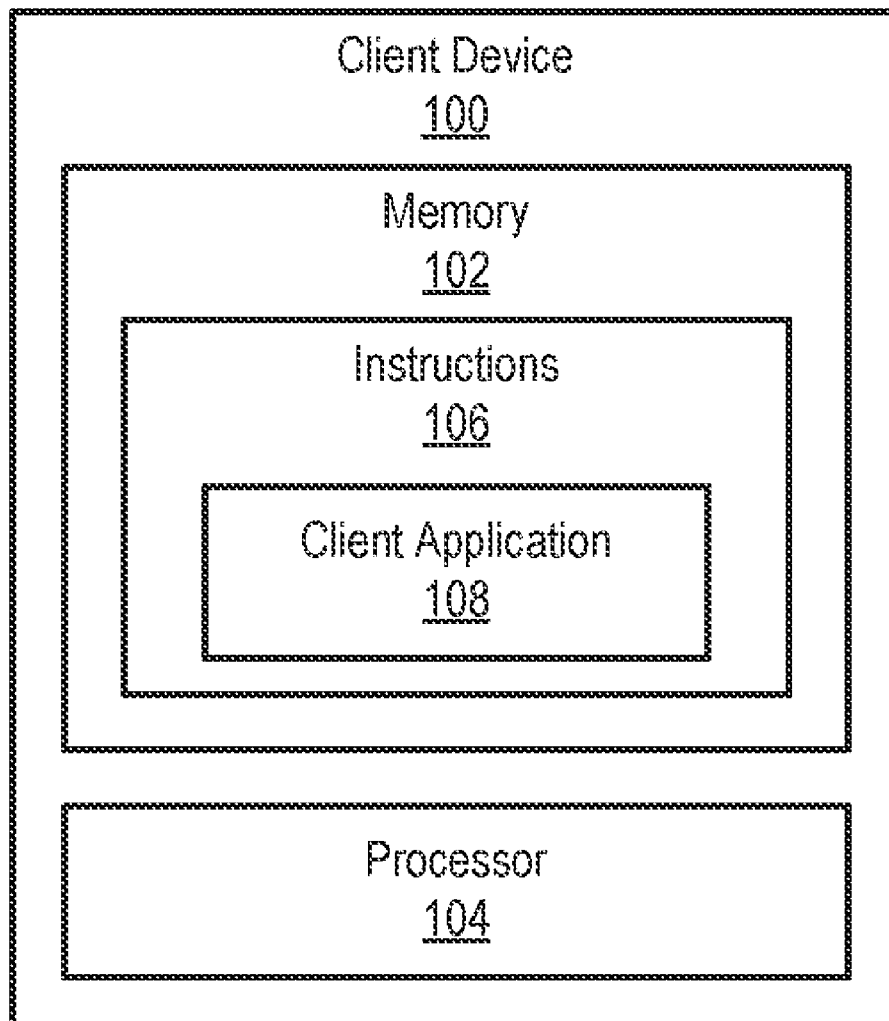 Client Device
100
Memory
102
Instructions
106
Client Application
108
Processor
104